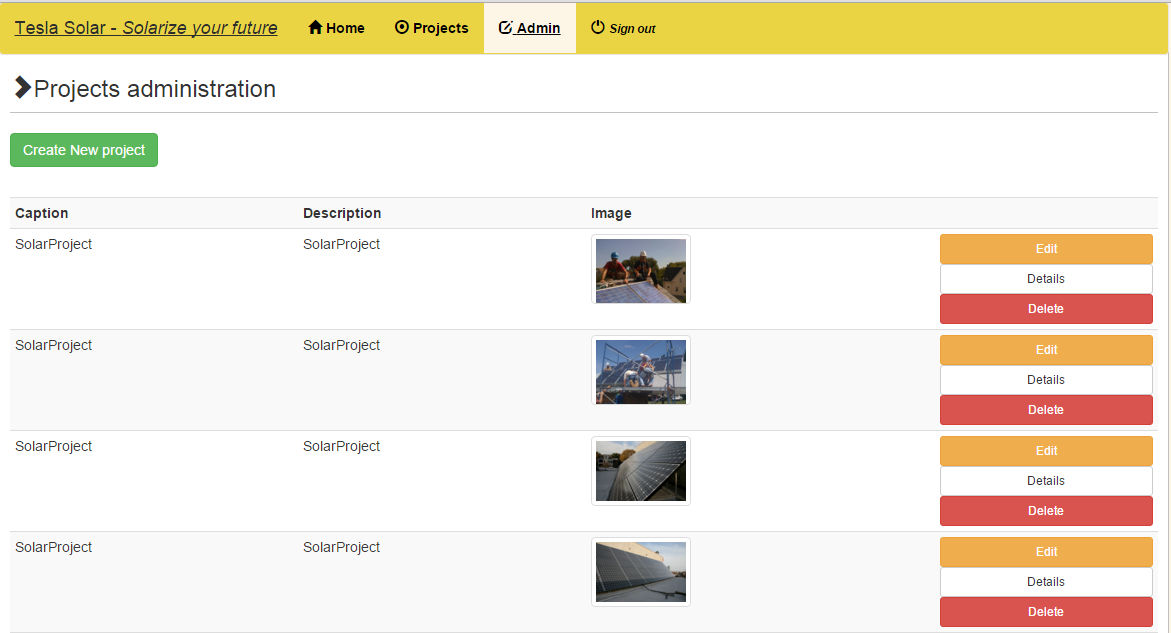 Tesla Solar - Solarize your future Home Projects Admin Sign out
Projects administration
Create New project
Caption Description Image
SolarProject SolarProject Edit
Details
Delete
SolarProject SolarProject Edit
Details
Delete
SolarProject SolarProject Edit
Details
Delete
SolarProject SolarProject Edit
Details
Delete